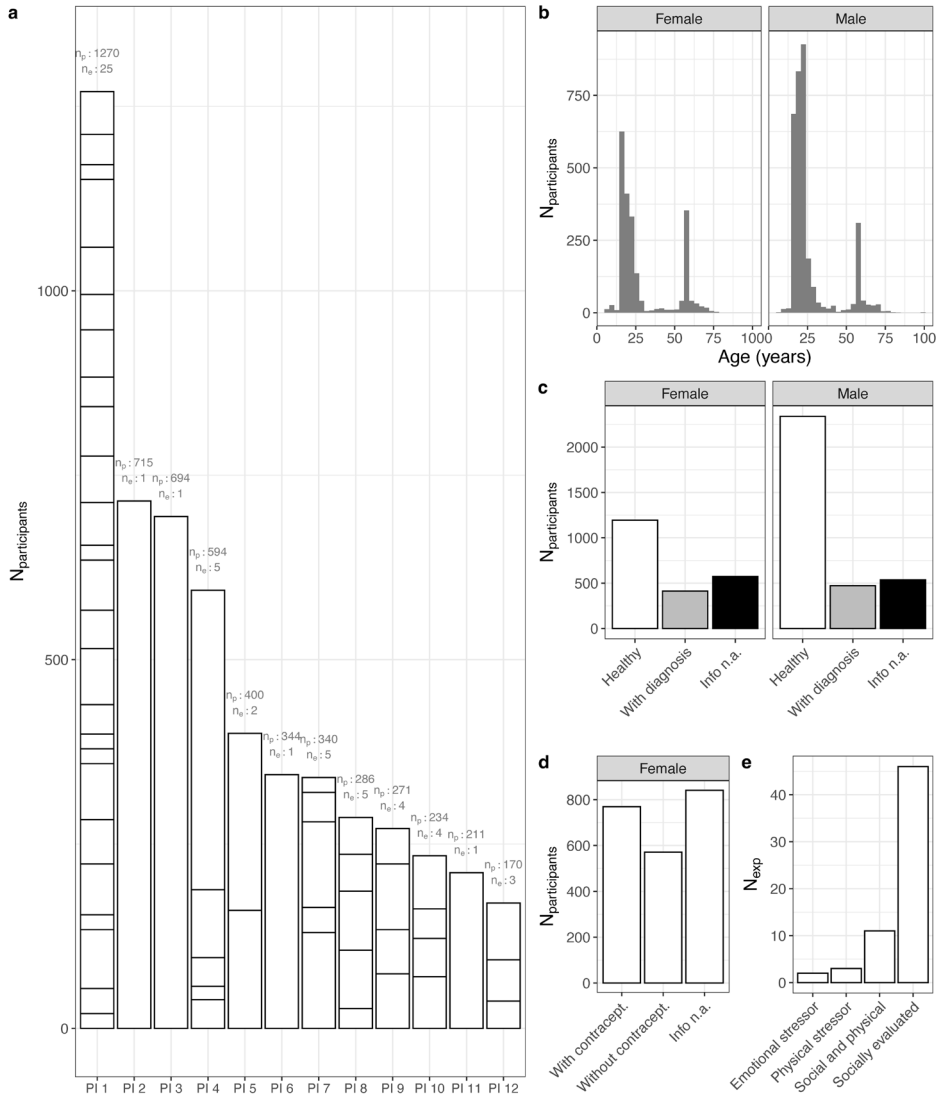 a
n_p : 1270
n_e : 25
n_p : 715
n_e : 1
n_p : 694
n_e : 1
n_p : 594
n_e : 5
n_p : 400
n_e : 2
n_p : 344
n_e : 1
n_p : 340
n_e : 5
n_p : 286
n_e : 5
n_p : 271
n_e : 4
n_p : 234
n_e : 4
n_p : 211
n_e : 1
n_p : 170
n_e : 3
1000
500
0
N_participants
PI 1 PI 2 PI 3 PI 4 PI 5 PI 6 PI 7 PI 8 PI 9 PI 10 PI 11 PI 12
b
Female Male
750
500
250
0
N_participants
0 25 50 75 100 0 25 50 75 100
Age (years)
c
Female Male
2000
1500
1000
500
0
N_participants
Healthy With diagnosis Info n.a. Healthy With diagnosis Info n.a.
d
Female
800
600
400
200
0
N_participants
With contracept. Without contracept. Info n.a.
e
40
30
20
10
0
N_exp
Emotional stressor Physical stressor Social and physical Socially evaluated